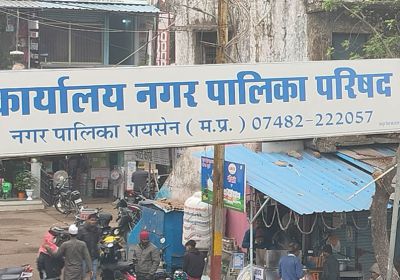 कार्यालय नगर पालिका परिषद
नगर पालिका रायसेन ( म.प्र. ) 07482-222057